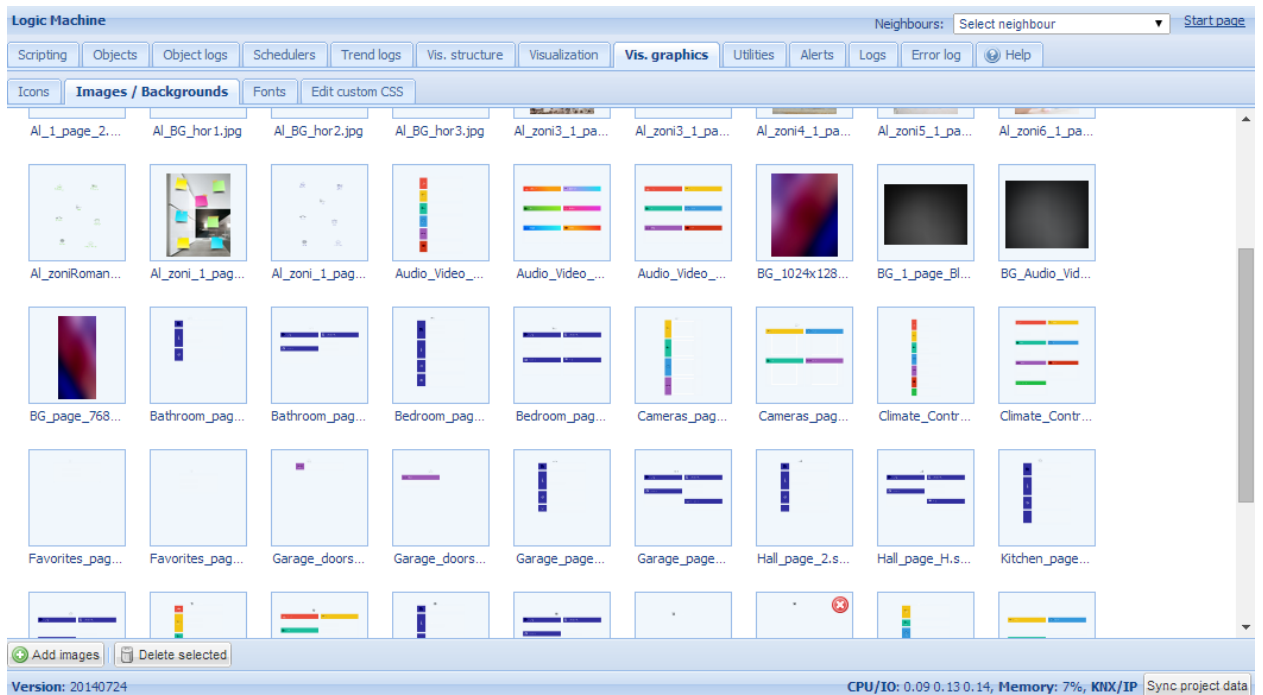 Logic Machine
Neighbours: Select neighbour Start page
Scripting Objects Object logs Schedulers Trend logs Vis. structure Visualization Vis. graphics Utilities Alerts Logs Error log Help
Icons Images / Backgrounds Fonts Edit custom CSS
Al_1_page_2.... Al_BG_hor1.jpg Al_BG_hor2.jpg Al_BG_hor3.jpg Al_zoni3_1_pa... Al_zoni3_1_pa... Al_zoni4_1_pa... Al_zoni5_1_pa... Al_zoni6_1_pa...
Al_zoniRoman... Al_zoni_1_pag... Al_zoni_1_pag... Audio_Video_... Audio_Video_... Audio_Video_... BG_1024x128... BG_1_page_Bl... BG_Audio_Vid...
BG_page_768... Bathroom_pag... Bathroom_pag... Bedroom_pag... Bedroom_pag... Cameras_pag... Cameras_pag... Climate_Contr... Climate_Contr...
Favorites_pag... Favorites_pag... Garage_doors... Garage_doors... Garage_page... Garage_page... Hall_page_2.s... Hall_page_H.s... Kitchen_page...
Add images Delete selected
Version: 20140724 CPU/IO: 0.09 0.13 0.14, Memory: 7%, KNX/IP Sync project data